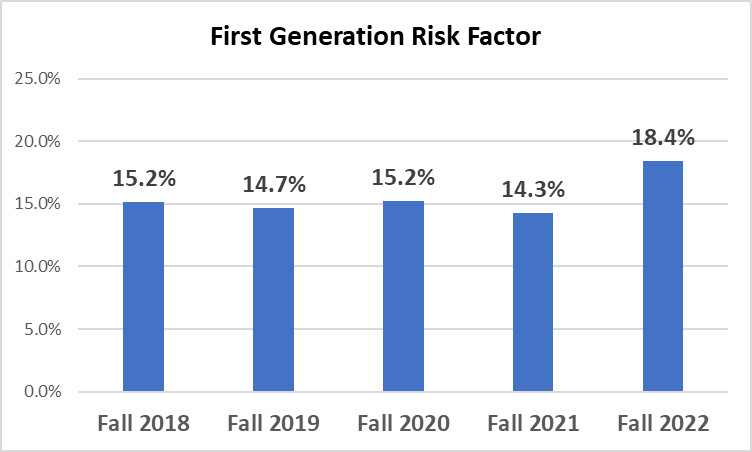 First Generation Risk Factor
25.0%
20.0%
15.0%
10.0%
5.0%
0.0%
15.2%
14.7%
15.2%
14.3%
18.4%
Fall 2018
Fall 2019
Fall 2020
Fall 2021
Fall 2022